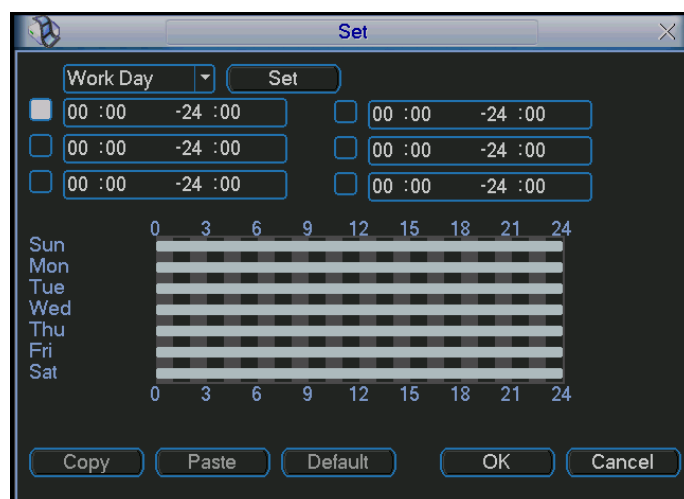 Set
Work Day Set
00 :00 -24 :00 00 :00 -24 :00
00 :00 -24 :00 00 :00 -24 :00
00 :00 -24 :00 00 :00 -24 :00
0 3 6 9 12 15 18 21 24
Sun
Mon
Tue
Wed
Thu
Fri
Sat
0 3 6 9 12 15 18 21 24
Copy Paste Default OK Cancel